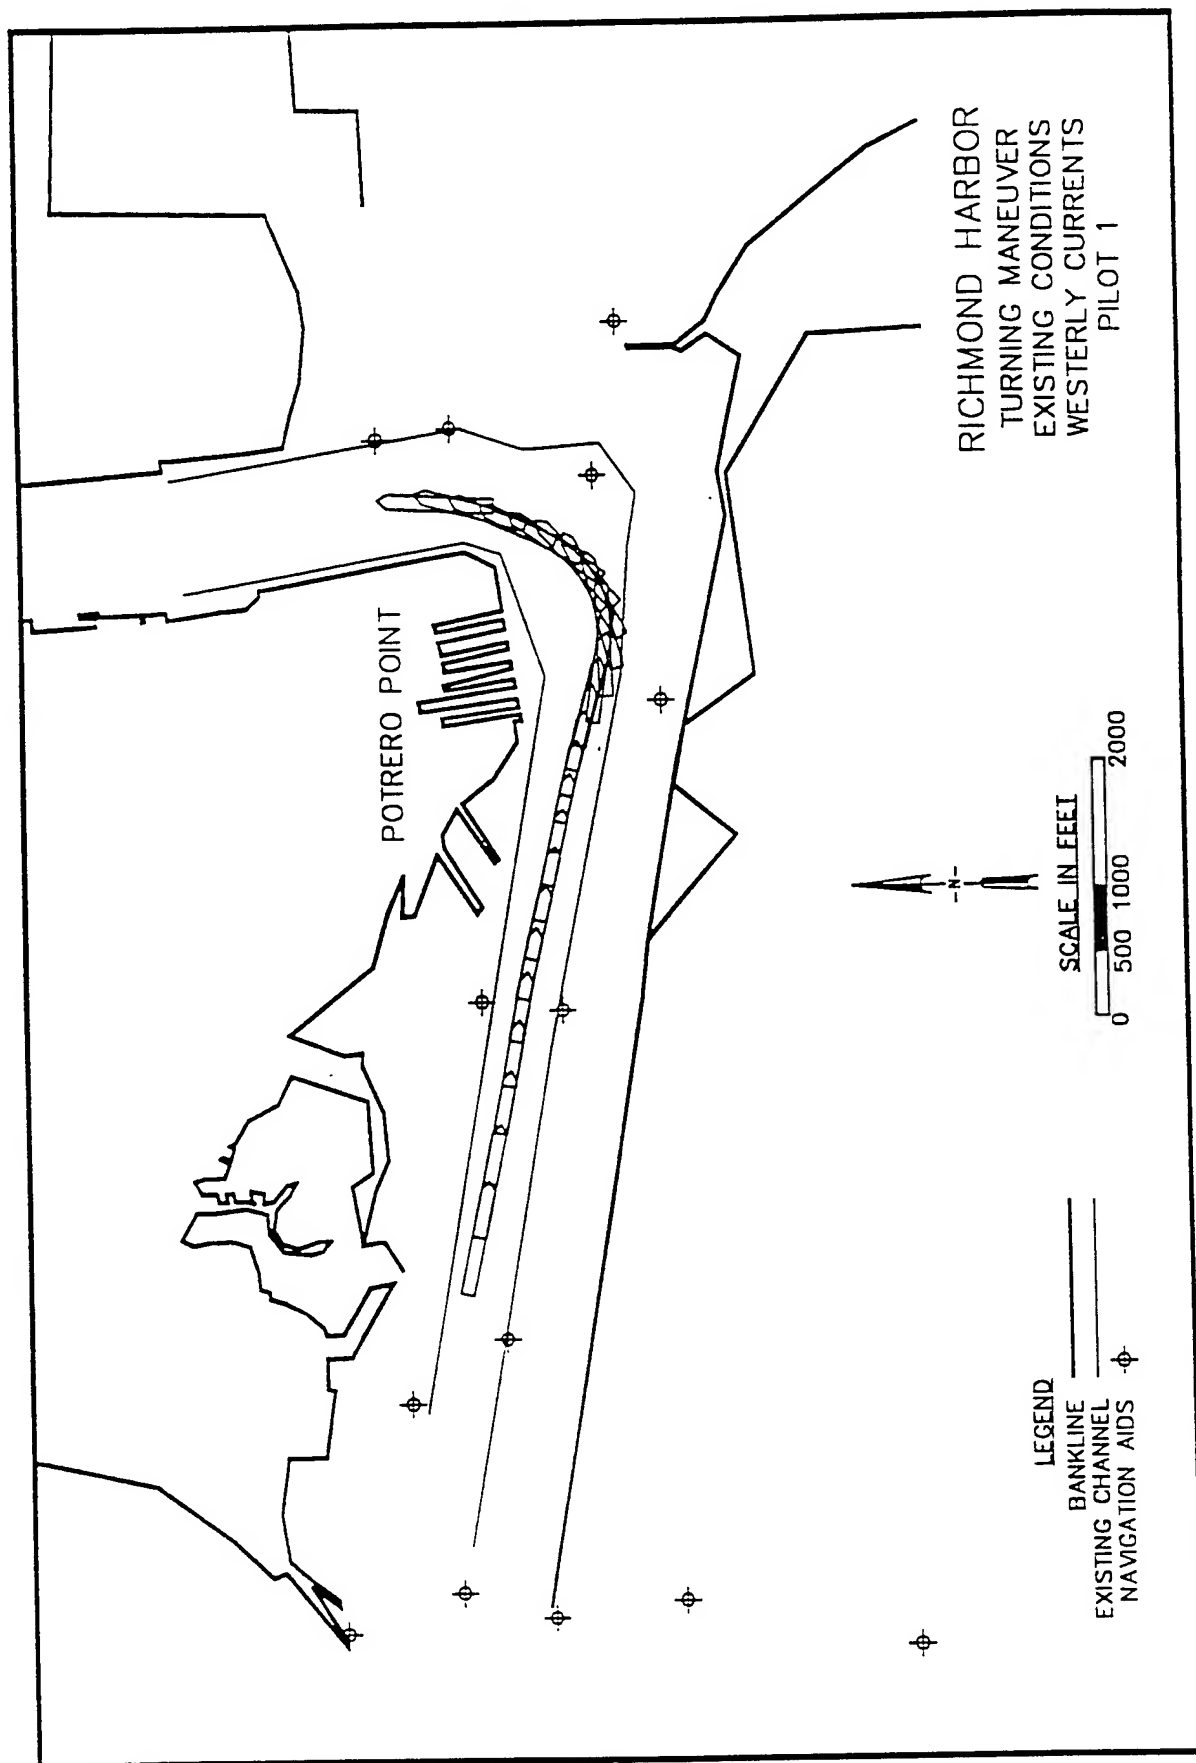 RICHMOND HARBOR
TURNING MANEUVER
EXISTING CONDITIONS
WESTERLY CURRENTS
PILOT 1
POTRERO POINT
-N-
SCALE IN FEET
0 500 1000 2000
LEGEND
BANKLINE
EXISTING CHANNEL
NAVIGATION AIDS